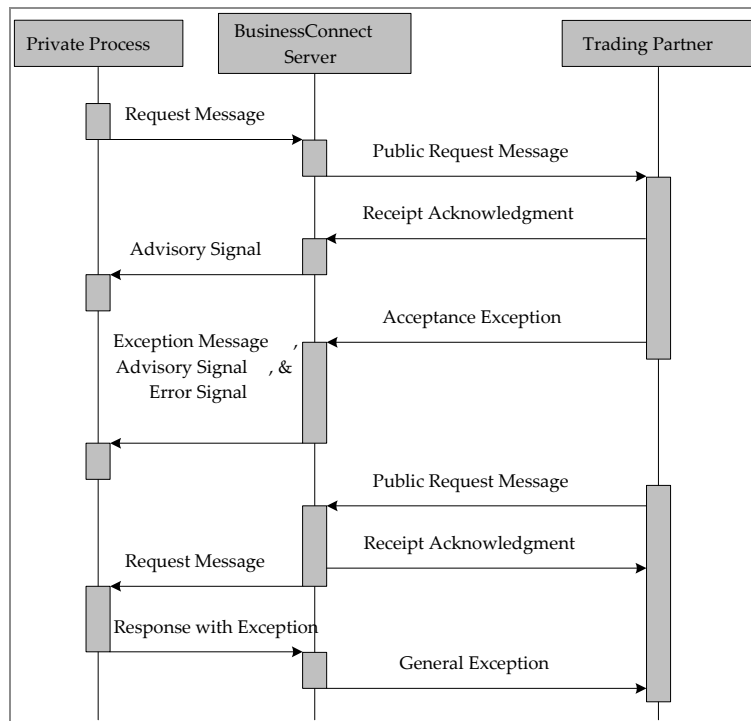 Private Process
BusinessConnect
Server
Trading Partner
Request Message
Public Request Message
Receipt Acknowledgment
Advisory Signal
Acceptance Exception
Exception Message ,
Advisory Signal , &
Error Signal
Public Request Message
Receipt Acknowledgment
Request Message
Response with Exception
General Exception